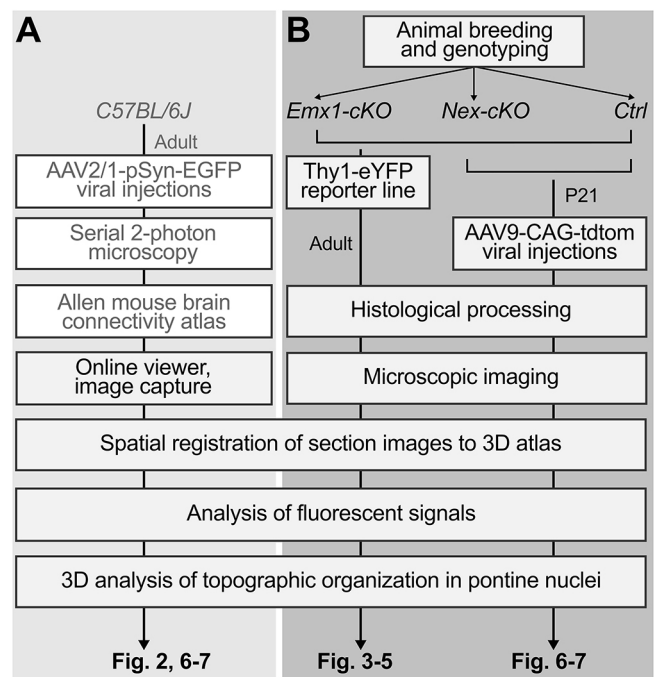 A
C57BL/6J
Adult
AAV2/1-pSyn-EGFP
viral injections
Serial 2-photon
microscopy
Allen mouse brain
connectivity atlas
Online viewer,
image capture
B
Animal breeding
and genotyping
Emx1-cKO
Nex-cKO
Ctrl
Thy1-eYFP
reporter line
P21
Adult
AAV9-CAG-tdtom
viral injections
Histological processing
Microscopic imaging
Spatial registration of section images to 3D atlas
Analysis of fluorescent signals
3D analysis of topographic organization in pontine nuclei
Fig. 2, 6-7
Fig. 3-5
Fig. 6-7